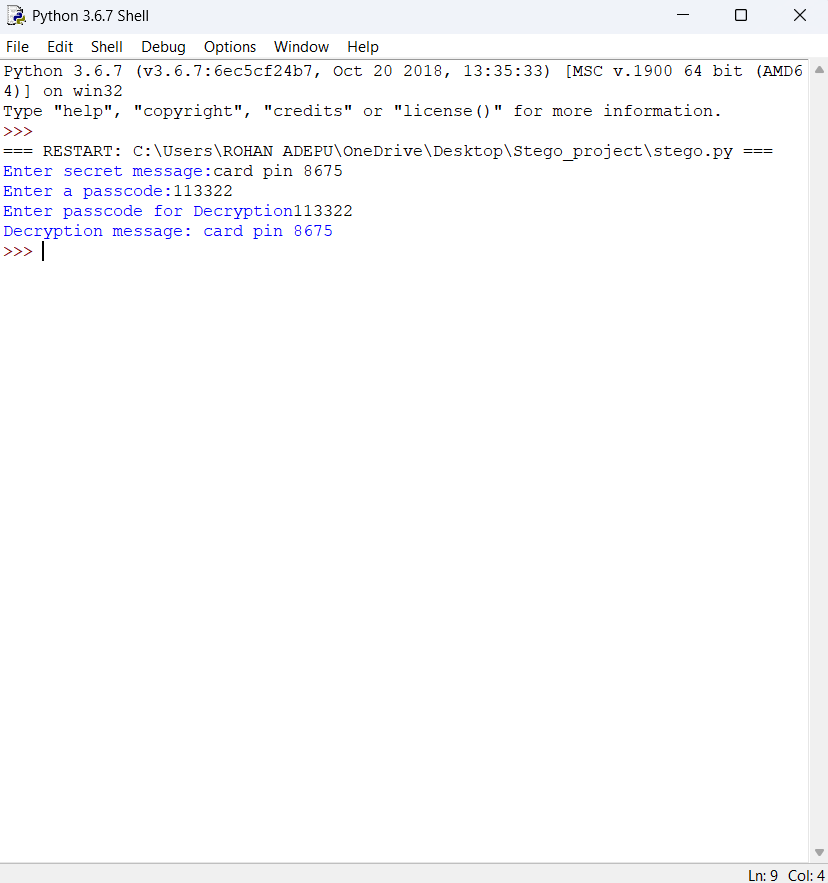 Python 3.6.7 Shell
File Edit Shell Debug Options Window Help
Python 3.6.7 (v3.6.7:6ec5cf24b7, Oct 20 2018, 13:35:33) [MSC v.1900 64 bit (AMD6
4)] on win32
Type "help", "copyright", "credits" or "license()" for more information.
>>>
=== RESTART: C:\Users\ROHAN ADEPU\OneDrive\Desktop\Stego_project\stego.py ===
Enter secret message:card pin 8675
Enter a passcode:113322
Enter passcode for Decryption113322
Decryption message: card pin 8675
>>>
Ln: 9 Col: 4